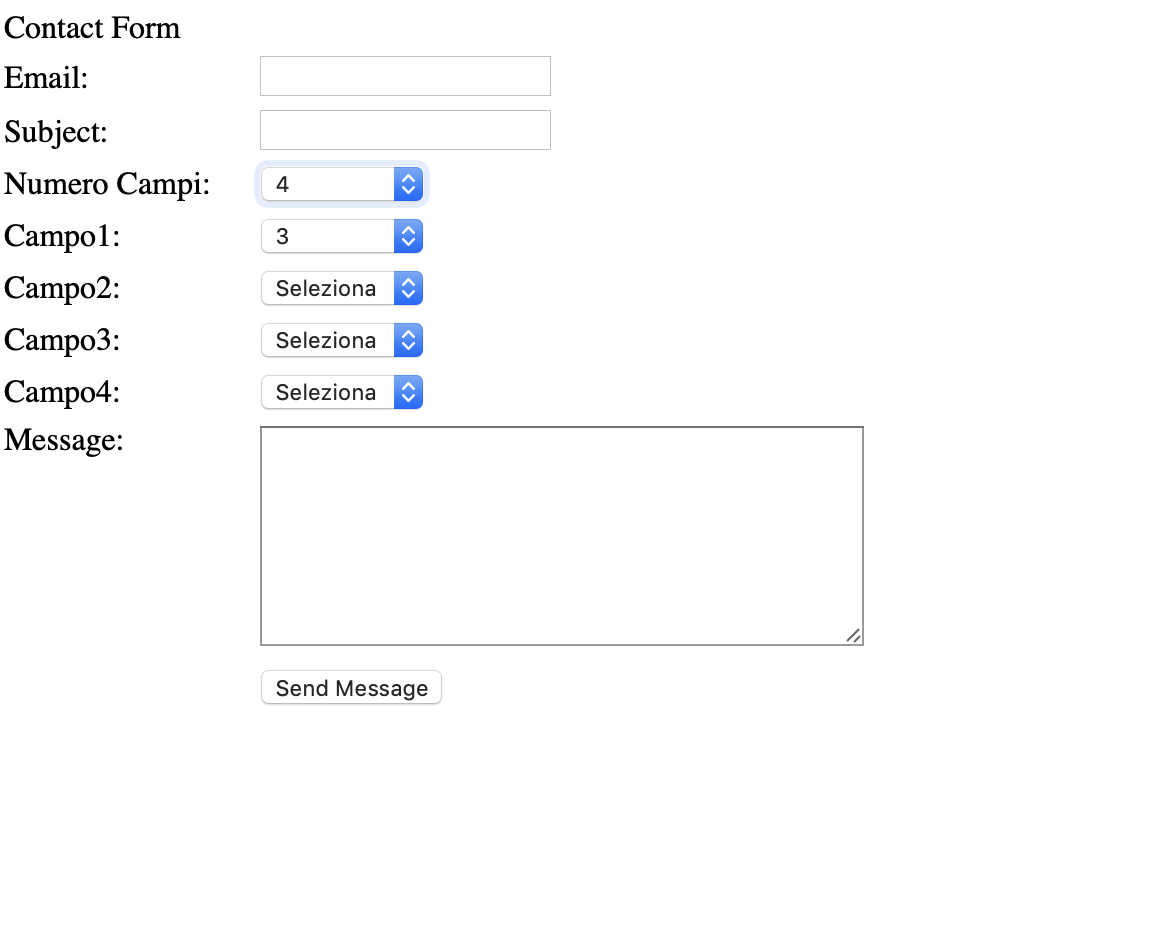 Contact Form
Email:
Subject:
Numero Campi: 4
Campo1: 3
Campo2: Seleziona
Campo3: Seleziona
Campo4: Seleziona
Message:
Send Message